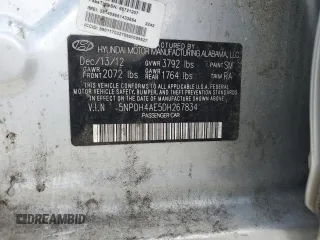 HYUNDAI MOTOR MANUFACTURING ALABAMA, LLC
Dec/13/12 GVWR 3792 lbs PAINT SM
GAWR FRONT 2072 lbs GAWR REAR 1764 lbs TRIM RA
THIS VEHICLE CONFORMS TO ALL APPLICABLE
FEDERAL MOTOR VEHICLE SAFETY, BUMPER, AND
THEFT PREVENTION STANDARDS IN EFFECT ON
THE DATE OF MANUFACTURE SHOWN ABOVE.
MADE IN U.S.A.
V.I.N : 5NPDH4AE5DH267834
PASSENGER CAR
DREAMBID